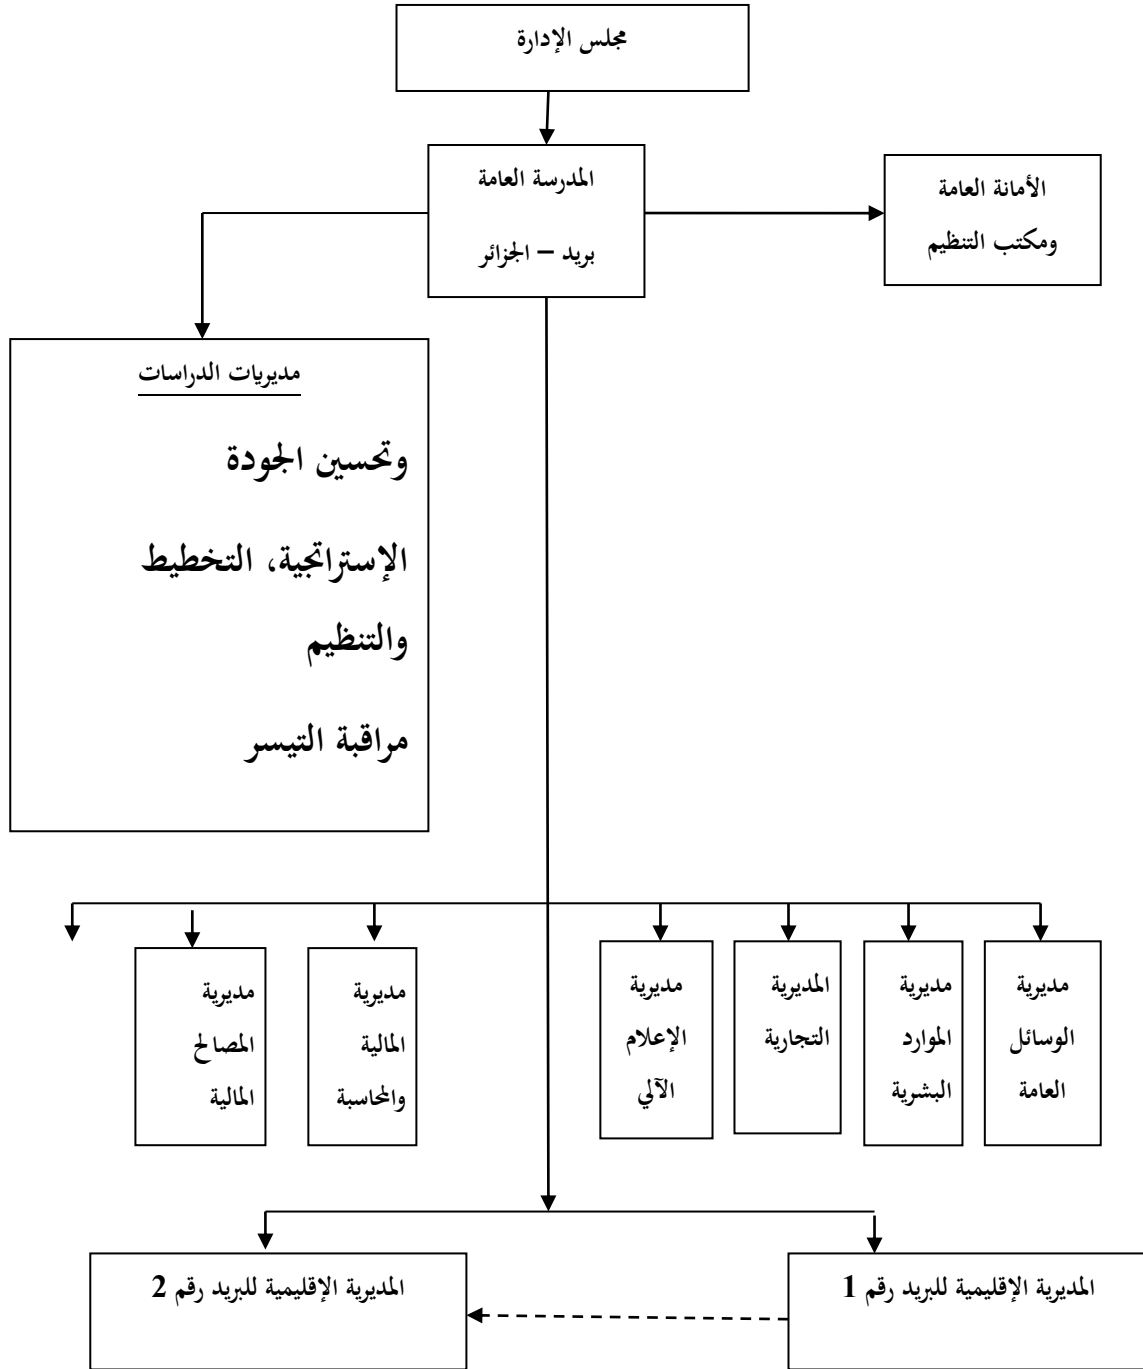 مجلس الإدارة
المدرسة العامة
بريد – الجزائر
الأمانة العامة
ومكتب التنظيم
مديريات الدراسات
وتحسين الجودة
الإستراتجية، التخطيط
والتنظيم
مراقبة التيسر
مديرية
الوسائل
العامة
مديرية
الموارد
البشرية
المديرية
التجارية
مديرية
الإعلام
الآلي
مديرية
المالية
والمحاسبة
مديرية
المصالح
المالية
المديرية الإقليمية للبريد رقم 1
المديرية الإقليمية للبريد رقم 2